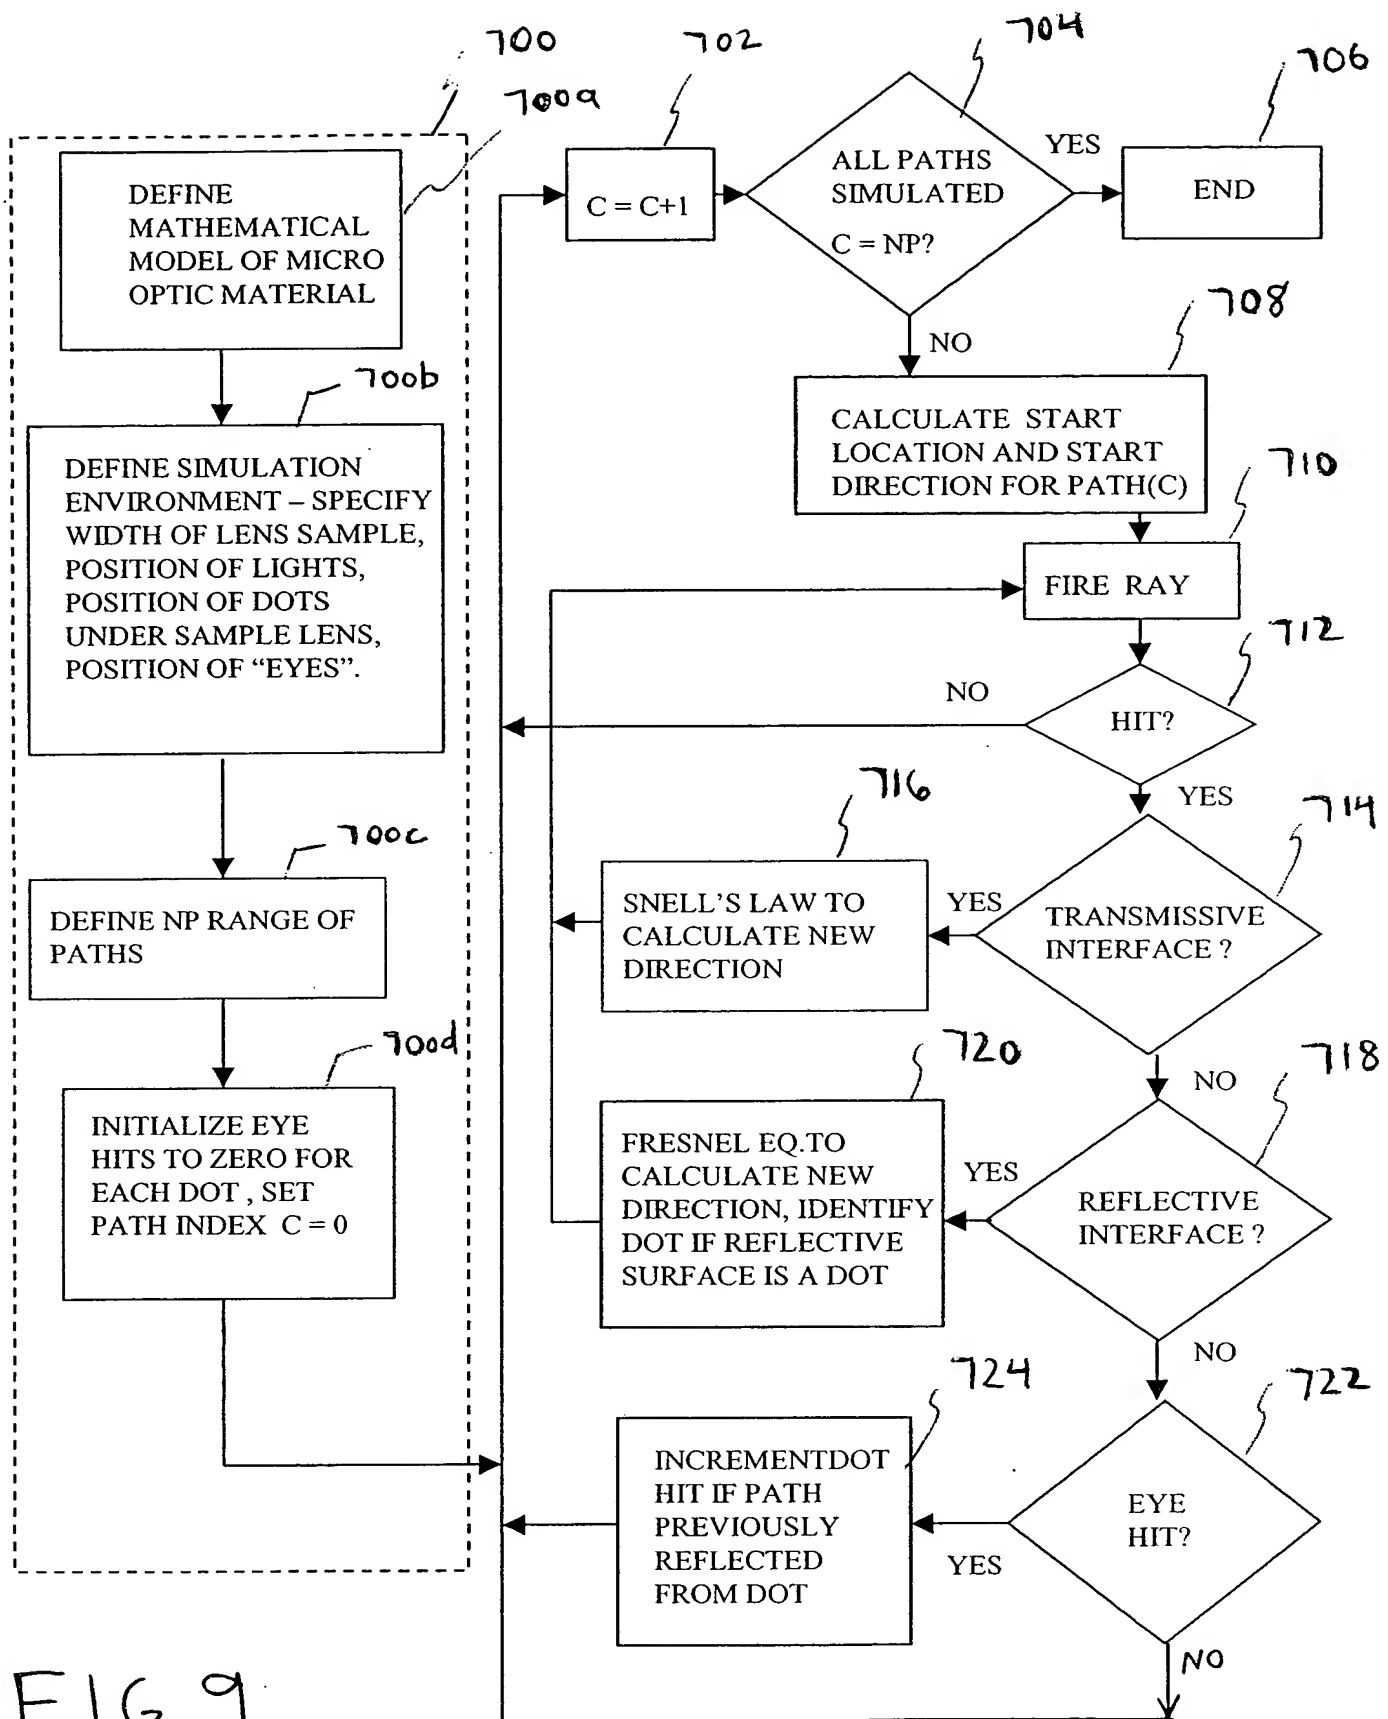 700
700a
DEFINE
MATHEMATICAL
MODEL OF MICRO
OPTIC MATERIAL
700b
DEFINE SIMULATION
ENVIRONMENT – SPECIFY
WIDTH OF LENS SAMPLE,
POSITION OF LIGHTS,
POSITION OF DOTS
UNDER SAMPLE LENS,
POSITION OF “EYES”.
700c
DEFINE NP RANGE OF
PATHS
700d
INITIALIZE EYE
HITS TO ZERO FOR
EACH DOT , SET
PATH INDEX C = 0
702
C = C+1
704
ALL PATHS
SIMULATED
C = NP?
YES
706
END
NO
708
CALCULATE START
LOCATION AND START
DIRECTION FOR PATH(C)
710
FIRE RAY
712
HIT?
NO
YES
714
TRANSMISSIVE
INTERFACE ?
YES
716
SNELL’S LAW TO
CALCULATE NEW
DIRECTION
NO
718
REFLECTIVE
INTERFACE ?
YES
720
FRESNEL EQ.TO
CALCULATE NEW
DIRECTION, IDENTIFY
DOT IF REFLECTIVE
SURFACE IS A DOT
NO
722
EYE
HIT?
YES
724
INCREMENTDOT
HIT IF PATH
PREVIOUSLY
REFLECTED
FROM DOT
NO
FIG 9